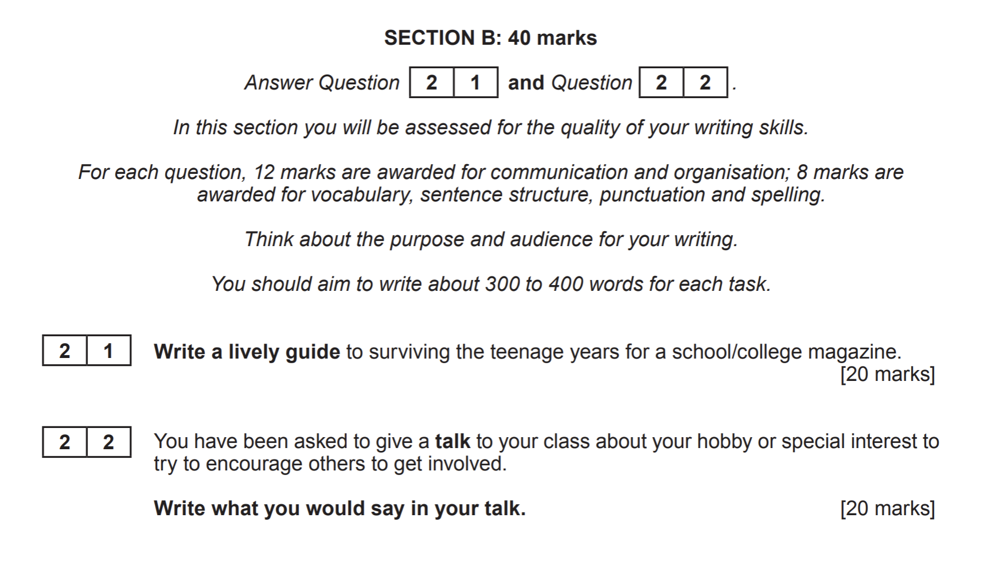 SECTION B: 40 marks
Answer Question 2 1 and Question 2 2 .
In this section you will be assessed for the quality of your writing skills.
For each question, 12 marks are awarded for communication and organisation; 8 marks are
awarded for vocabulary, sentence structure, punctuation and spelling.
Think about the purpose and audience for your writing.
You should aim to write about 300 to 400 words for each task.
2 1 Write a lively guide to surviving the teenage years for a school/college magazine.
[20 marks]
2 2 You have been asked to give a talk to your class about your hobby or special interest to
try to encourage others to get involved.
Write what you would say in your talk. [20 marks]